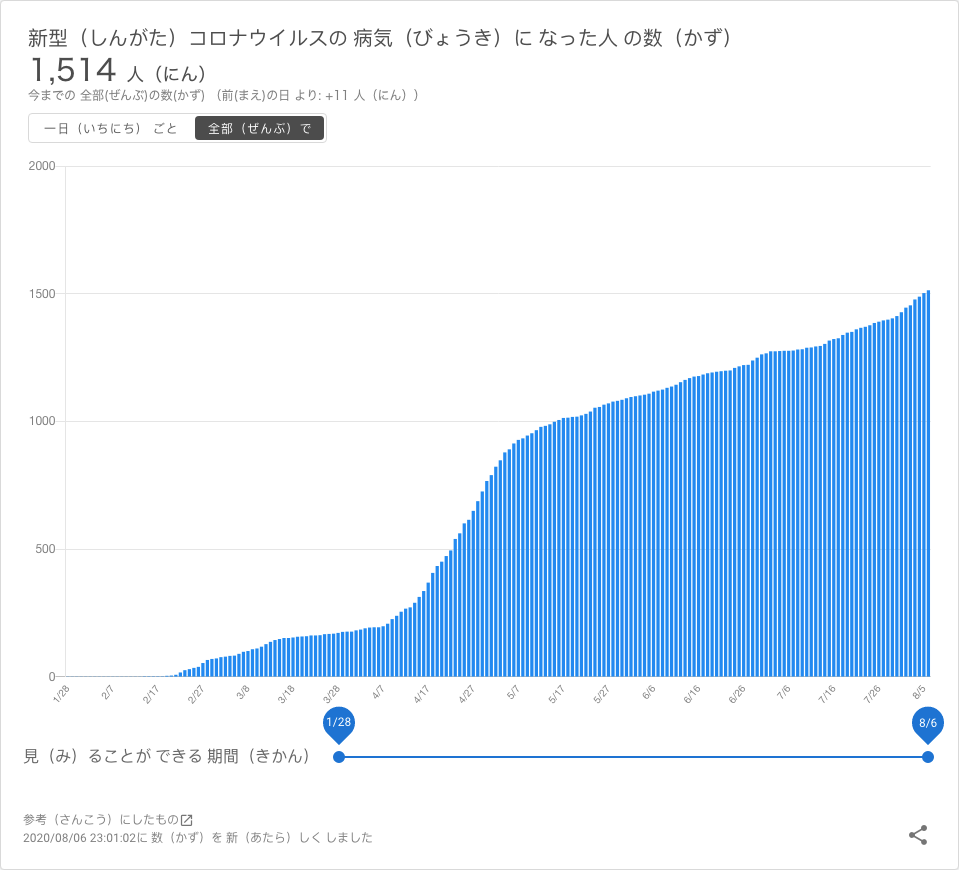 新型（しんがた）コロナウイルスの 病気（びょうき）に なった人 の数（かず）
1,514 人（にん）
今までの 全部(ぜんぶ)の数(かず) （前(まえ)の日 より: +11 人（にん））
一日（いちにち） ごと
全部（ぜんぶ）で
2000
1500
1000
500
0
1/28 2/7 2/17 2/27 3/8 3/18 3/28 4/7 4/17 4/27 5/7 5/17 5/27 6/6 6/16 6/26 7/6 7/16 7/26 8/5
1/28 8/6
見（み）ることが できる 期間（きかん）
参考（さんこう）にしたもの
2020/08/06 23:01:02に 数（かず）を 新（あたら）しく しました